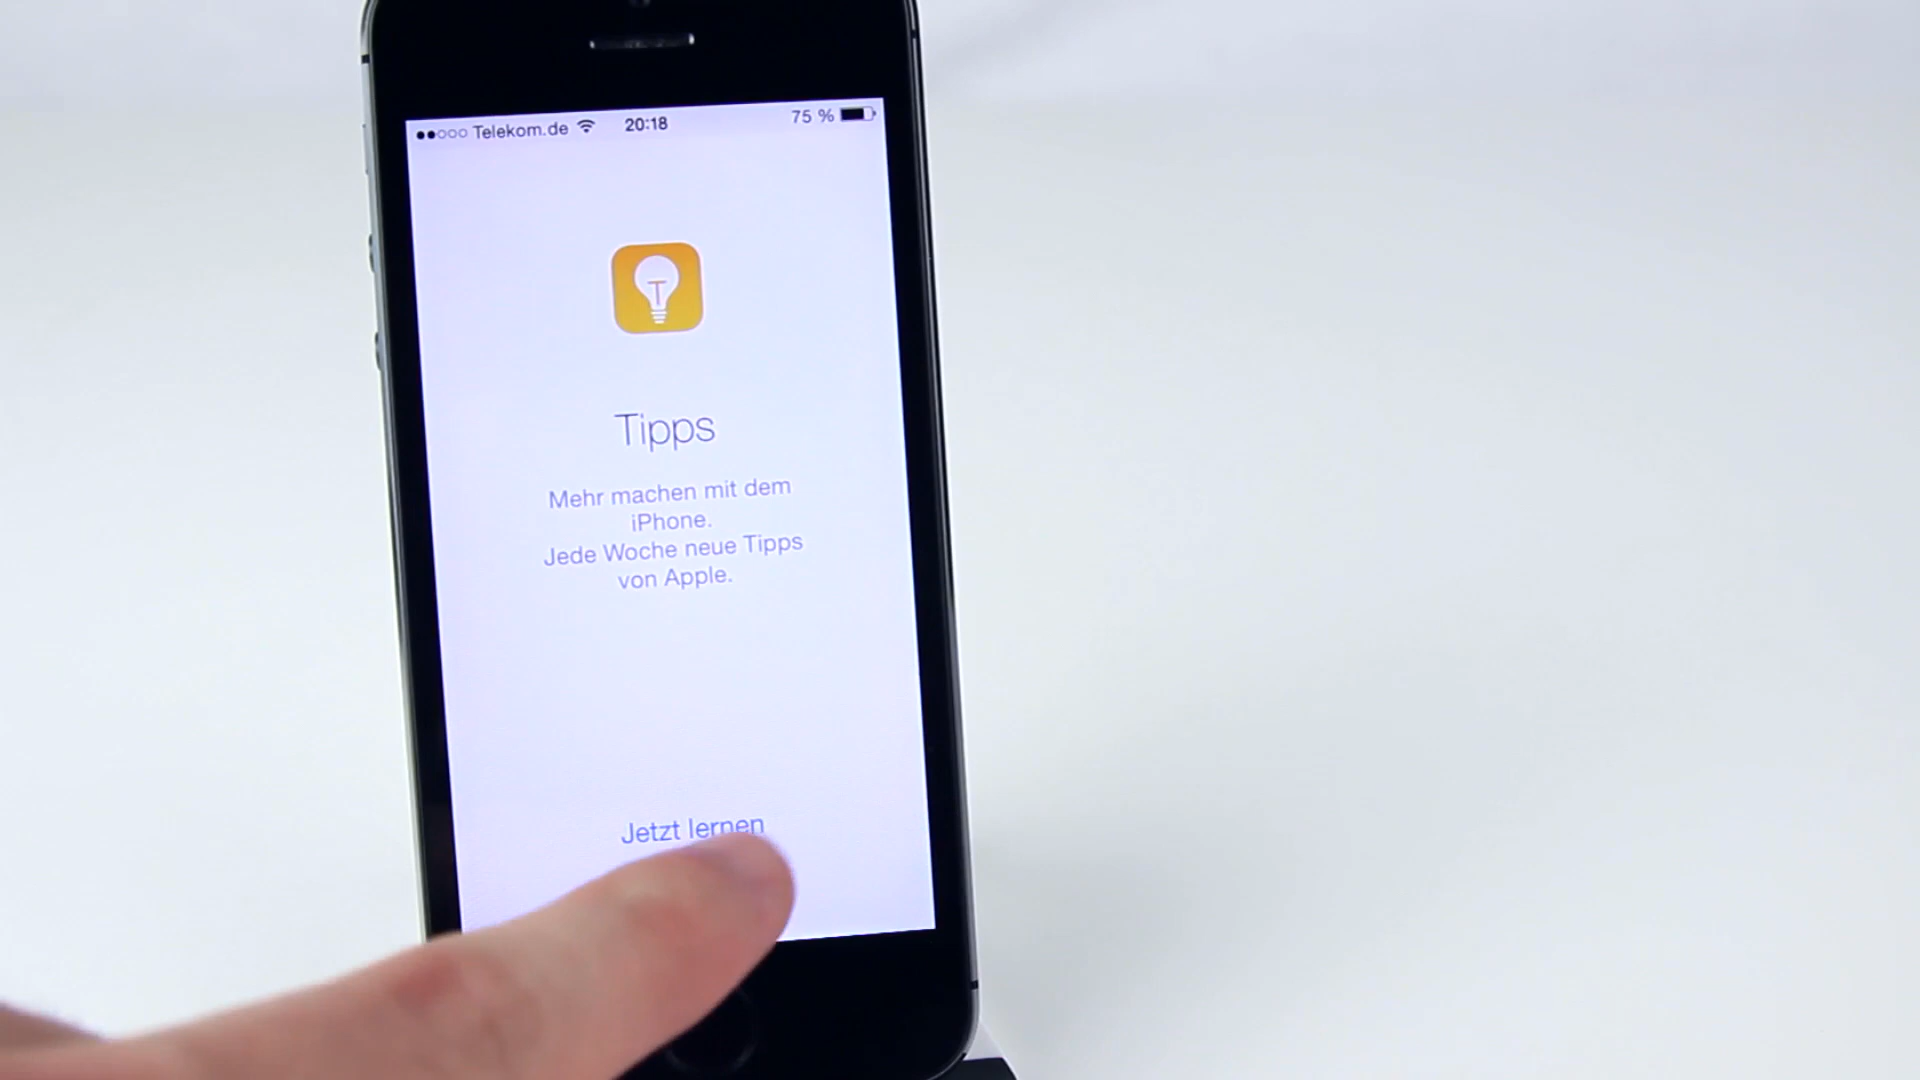 Telekom.de 20:18 75 %
T
Tipps
Mehr machen mit dem
iPhone.
Jede Woche neue Tipps
von Apple.
Jetzt lernen